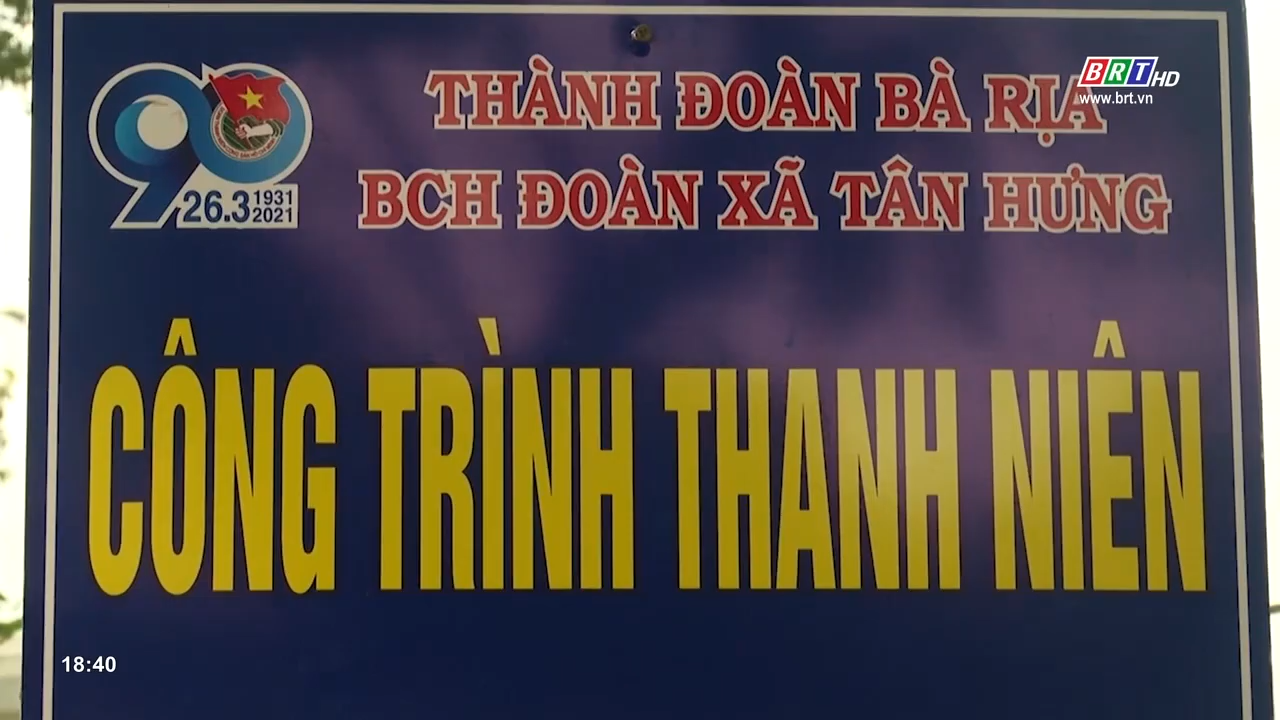 BRT HD
www.brt.vn
THÀNH ĐOÀN BÀ RỊA
BCH ĐOÀN XÃ TÂN HƯNG
90
26.3 1931
2021
CÔNG TRÌNH THANH NIÊN
18:40